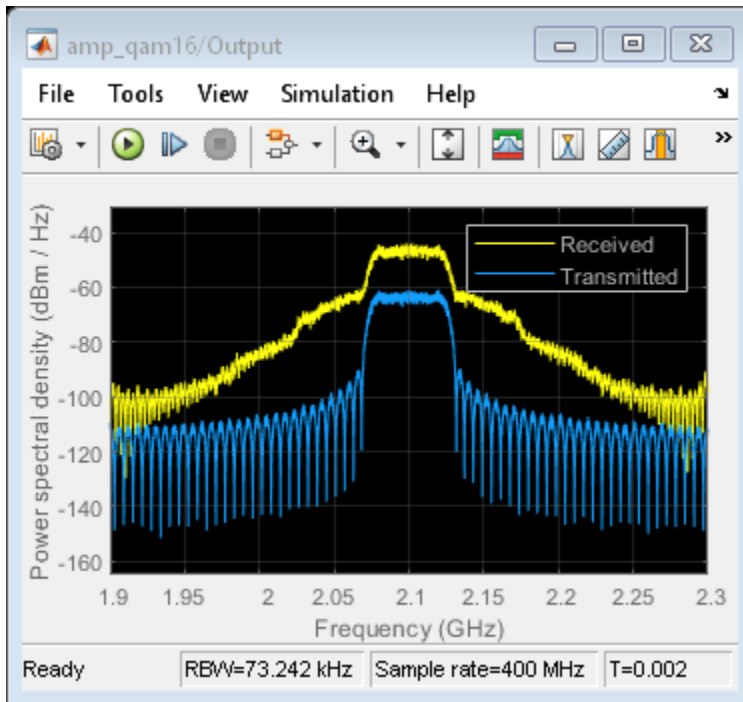 amp_qam16/Output
File Tools View Simulation Help
»
Power spectral density (dBm / Hz)
-40
-60
-80
-100
-120
-140
-160
Received
Transmitted
1.9 1.95 2 2.05 2.1 2.15 2.2 2.25 2.3
Frequency (GHz)
Ready RBW=73.242 kHz Sample rate=400 MHz T=0.002